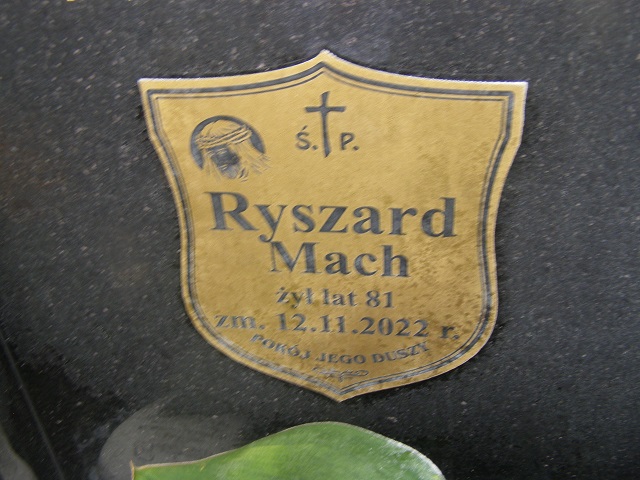 Ś. P.
Ryszard
Mach
żył lat 81
zm. 12.11.2022 r.
POKÓJ JEGO DUSZY